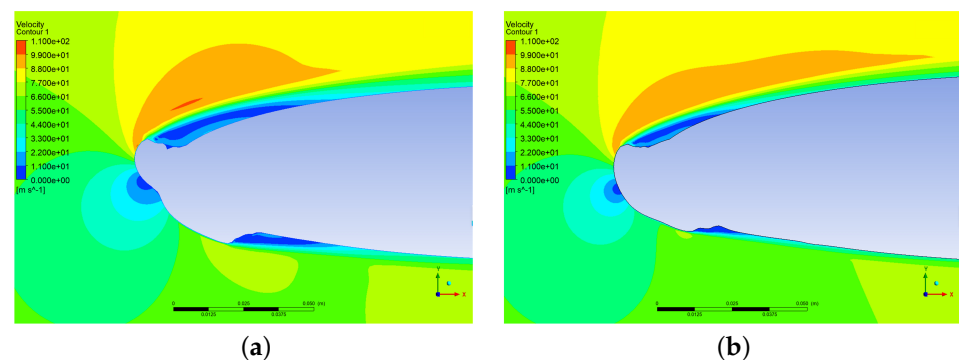 Velocity
Contour 1
1.100e+02
9.900e+01
8.800e+01
7.700e+01
6.600e+01
5.500e+01
4.400e+01
3.300e+01
2.200e+01
1.100e+01
0.000e+00
[m s^-1]
Y
X
0
0.025
0.050
(m)
0.0125
0.0375
(a)
Velocity
Contour 1
1.100e+02
9.900e+01
8.800e+01
7.700e+01
6.600e+01
5.500e+01
4.400e+01
3.300e+01
2.200e+01
1.100e+01
0.000e+00
[m s^-1]
Y
X
0
0.025
0.050
(m)
0.0125
0.0375
(b)